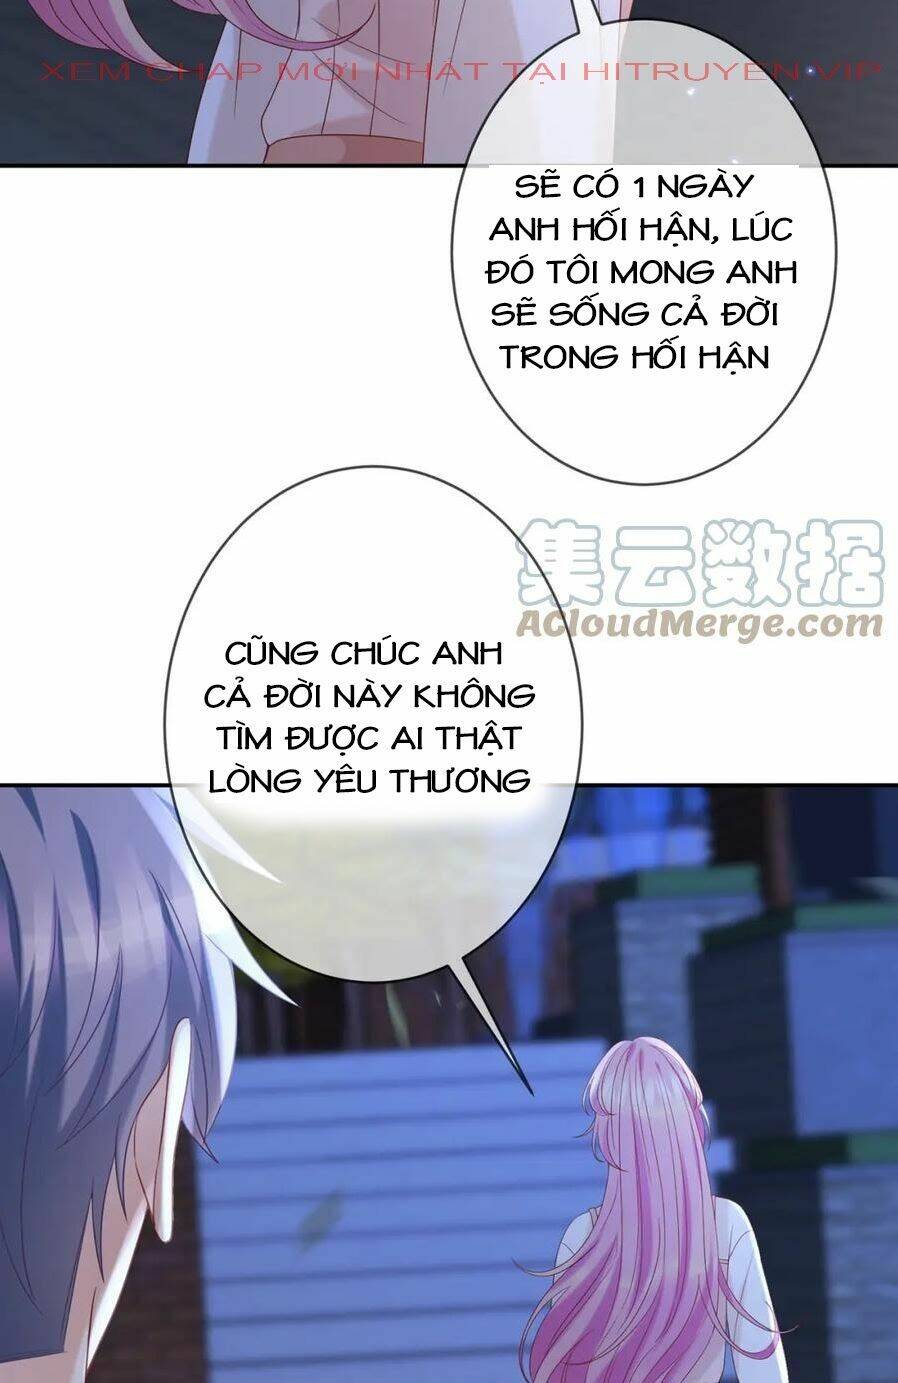 XEM CHAP MỚI NHẤT TẠI HITRUYEN.VIP
SẼ CÓ 1 NGÀY
ANH HỐI HẬN, LÚC
ĐÓ TÔI MONG ANH
SẼ SỐNG CẢ ĐỜI
TRONG HỐI HẬN
集云数据
ACloudMerge.com
CŨNG CHÚC ANH
CẢ ĐỜI NÀY KHÔNG
TÌM ĐƯỢC AI THẬT
LÒNG YÊU THƯƠNG